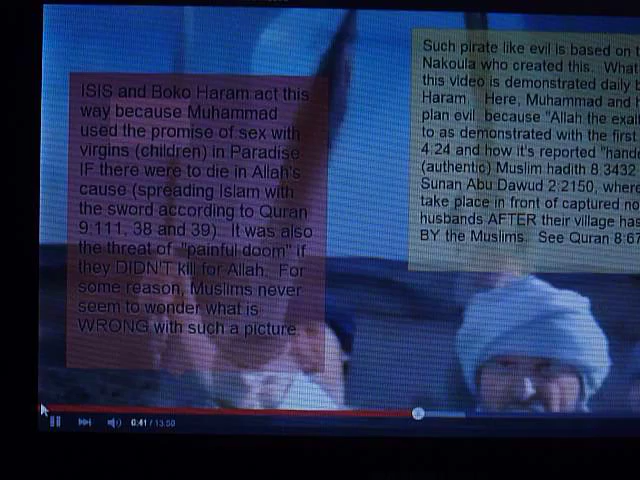 ISIS and Boko Haram act this
way because Muhammad
used the promise of sex with
virgins (children) in Paradise
IF there were to die in Allah's
cause (spreading Islam with
the sword according to Quran
9:111, 38 and 39). It was also
the threat of "painful doom" if
they DIDN'T kill for Allah. For
some reason, Muslims never
seem to wonder what is
WRONG with such a picture
Such pirate like evil is based on
Nakoula who created this. What
this video is demonstrated daily
Haram. Here, Muhammad and
plan evil because "Allah the
to as demonstrated with the first
4:24 and how it's reported
(authentic) Muslim hadith 8:3432
Sunan Abu Dawud 2:2150, where
take place in front of captured
husbands AFTER their village has
BY the Muslims. See Quran 8:67
0:41 / 13:50